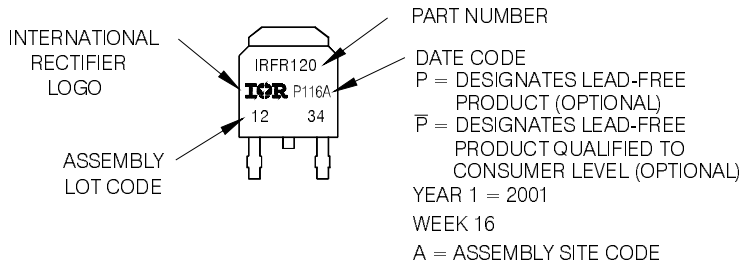 INTERNATIONAL
RECTIFIER
LOGO
ASSEMBLY
LOT CODE
IRFR120
IOR P116A
12 34
PART NUMBER
DATE CODE
P = DESIGNATES LEAD-FREE
PRODUCT (OPTIONAL)
P̅ = DESIGNATES LEAD-FREE
PRODUCT QUALIFIED TO
CONSUMER LEVEL (OPTIONAL)
YEAR 1 = 2001
WEEK 16
A = ASSEMBLY SITE CODE